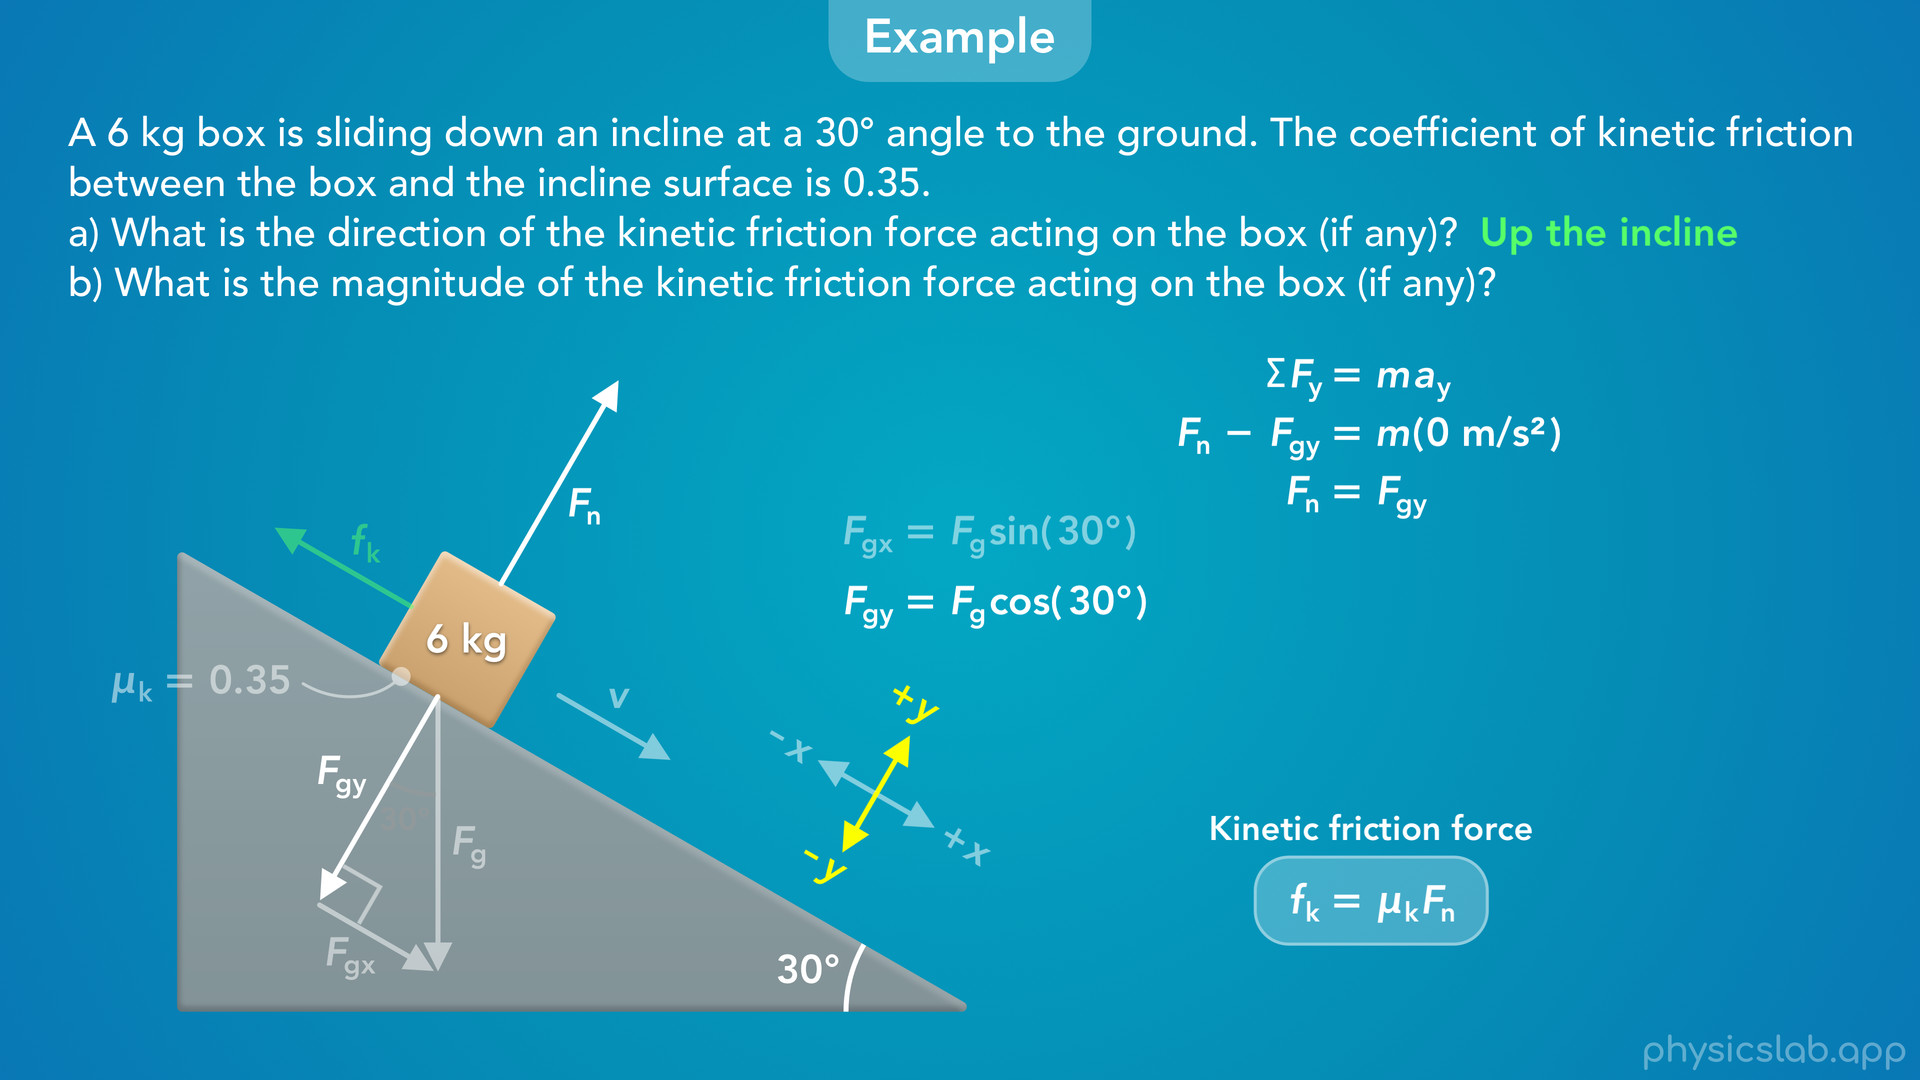 Example
A 6 kg box is sliding down an incline at a 30° angle to the ground. The coefficient of kinetic friction
between the box and the incline surface is 0.35.
a) What is the direction of the kinetic friction force acting on the box (if any)? Up the incline
b) What is the magnitude of the kinetic friction force acting on the box (if any)?
ΣFy = may
Fn − Fgy = m(0 m/s²)
Fn = Fgy
Fgx = Fg sin(30°)
Fgy = Fg cos(30°)
Fn
fk
6 kg
μk = 0.35
v
Fgy
30°
Fg
Fgx
30°
+y
-x
+x
-y
Kinetic friction force
fk = μkFn
physicslab.app